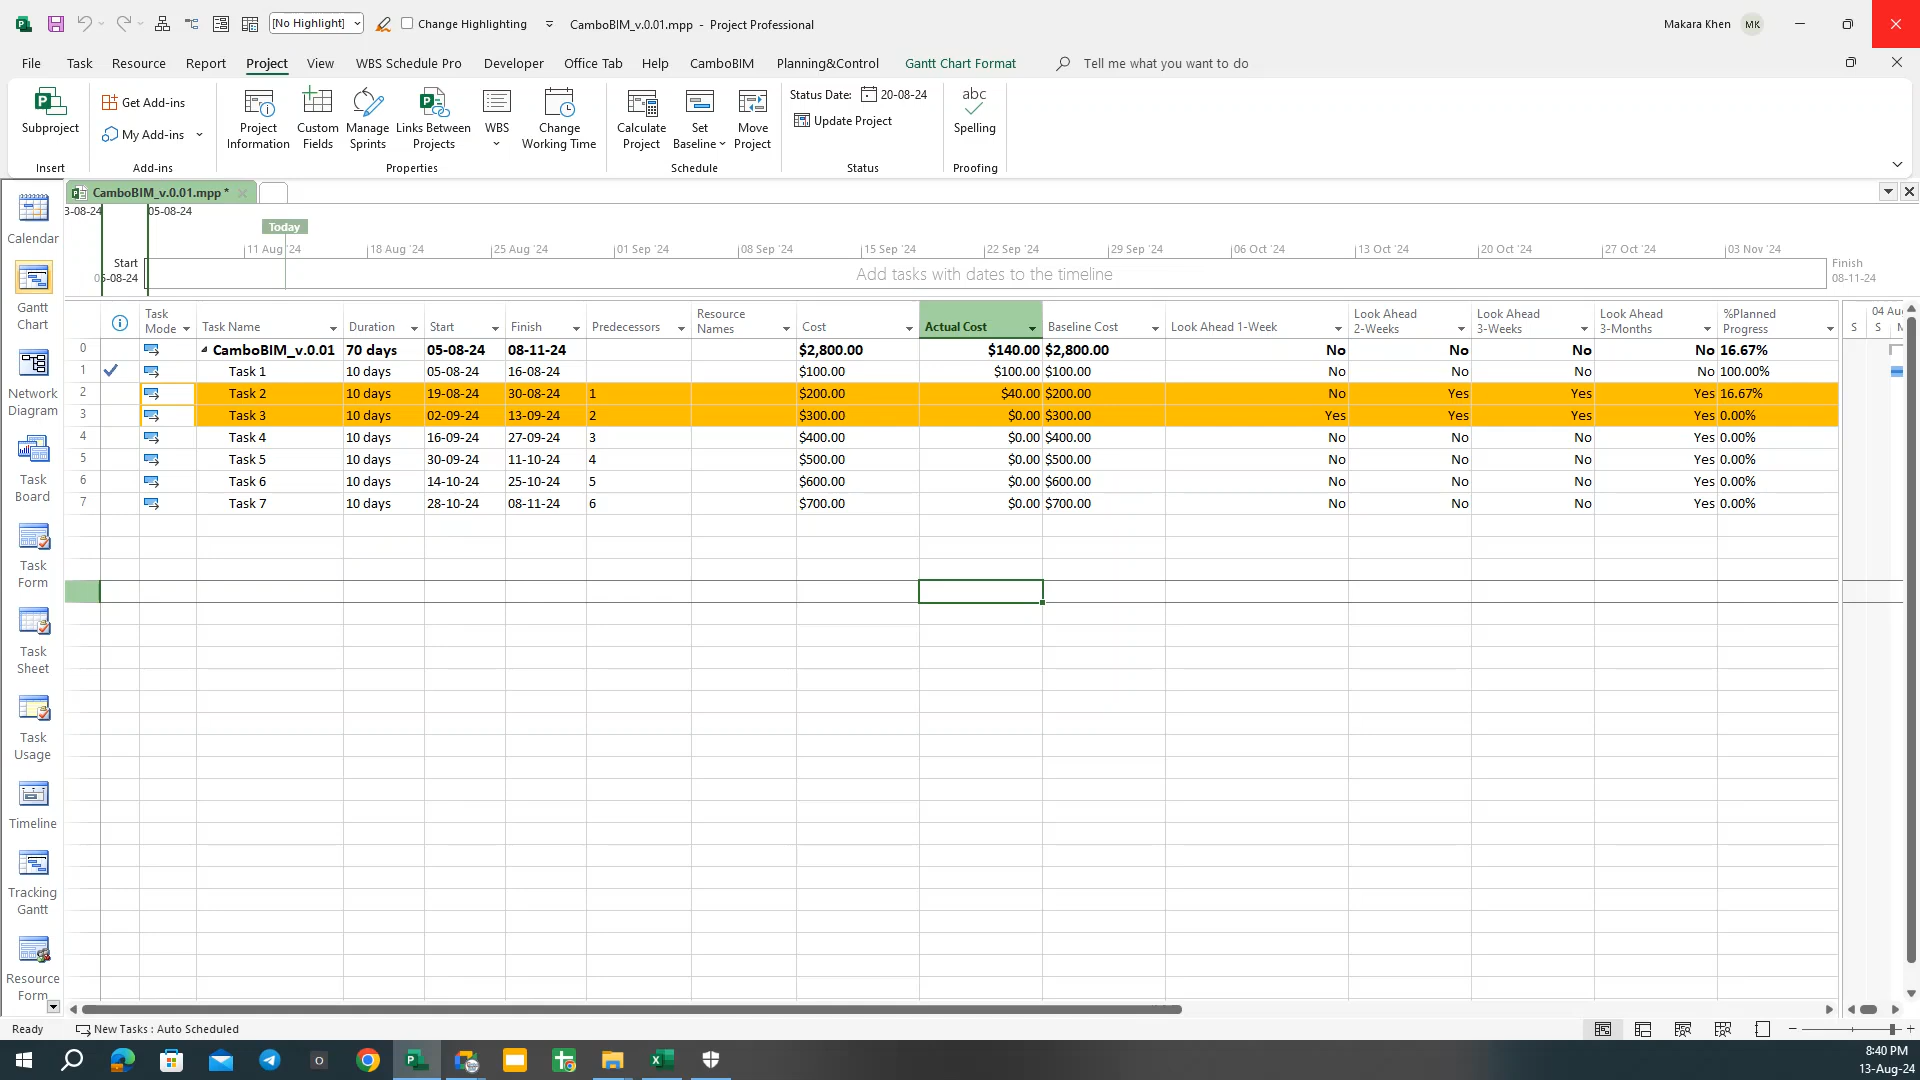 [No Highlight]
Change Highlighting
CamboBIM_v.0.01.mpp - Project Professional
Makara Khen
MK
File Task Resource Report Project View WBS Schedule Pro Developer Office Tab Help CamboBIM Planning&Control Gantt Chart Format Tell me what you want to do
Subproject
Get Add-ins
My Add-ins
Project Information
Custom Fields
Manage Sprints
Links Between Projects
WBS
Change Working Time
Calculate Project
Set Baseline
Move Project
Status Date: 20-08-24
Update Project
abc
Spelling
Insert Add-ins Properties Schedule Status Proofing
CamboBIM_v.0.01.mpp *
3-08-24 05-08-24
Today
11 Aug '24 18 Aug '24 25 Aug '24 01 Sep '24 08 Sep '24 15 Sep '24 22 Sep '24 29 Sep '24 06 Oct '24 13 Oct '24 20 Oct '24 27 Oct '24 03 Nov '24
Start
05-08-24
Add tasks with dates to the timeline
Finish
08-11-24
Calendar
Gantt Chart
Network Diagram
Task Board
Task Form
Task Sheet
Task Usage
Timeline
Tracking Gantt
Resource Form
Task Mode Task Name Duration Start Finish Predecessors Resource Names Cost Actual Cost Baseline Cost Look Ahead 1-Week Look Ahead 2-Weeks Look Ahead 3-Weeks Look Ahead 3-Months %Planned Progress
04 Au
S S M
0 CamboBIM_v.0.01 70 days 05-08-24 08-11-24 $2,800.00 $140.00 $2,800.00 No No No No 16.67%
1 Task 1 10 days 05-08-24 16-08-24 $100.00 $100.00 $100.00 No No No No 100.00%
2 Task 2 10 days 19-08-24 30-08-24 1 $200.00 $40.00 $200.00 No Yes Yes Yes 16.67%
3 Task 3 10 days 02-09-24 13-09-24 2 $300.00 $0.00 $300.00 Yes Yes Yes Yes 0.00%
4 Task 4 10 days 16-09-24 27-09-24 3 $400.00 $0.00 $400.00 No No No Yes 0.00%
5 Task 5 10 days 30-09-24 11-10-24 4 $500.00 $0.00 $500.00 No No No Yes 0.00%
6 Task 6 10 days 14-10-24 25-10-24 5 $600.00 $0.00 $600.00 No No No Yes 0.00%
7 Task 7 10 days 28-10-24 08-11-24 6 $700.00 $0.00 $700.00 No No No Yes 0.00%
Ready New Tasks : Auto Scheduled
8:40 PM
13-Aug-24